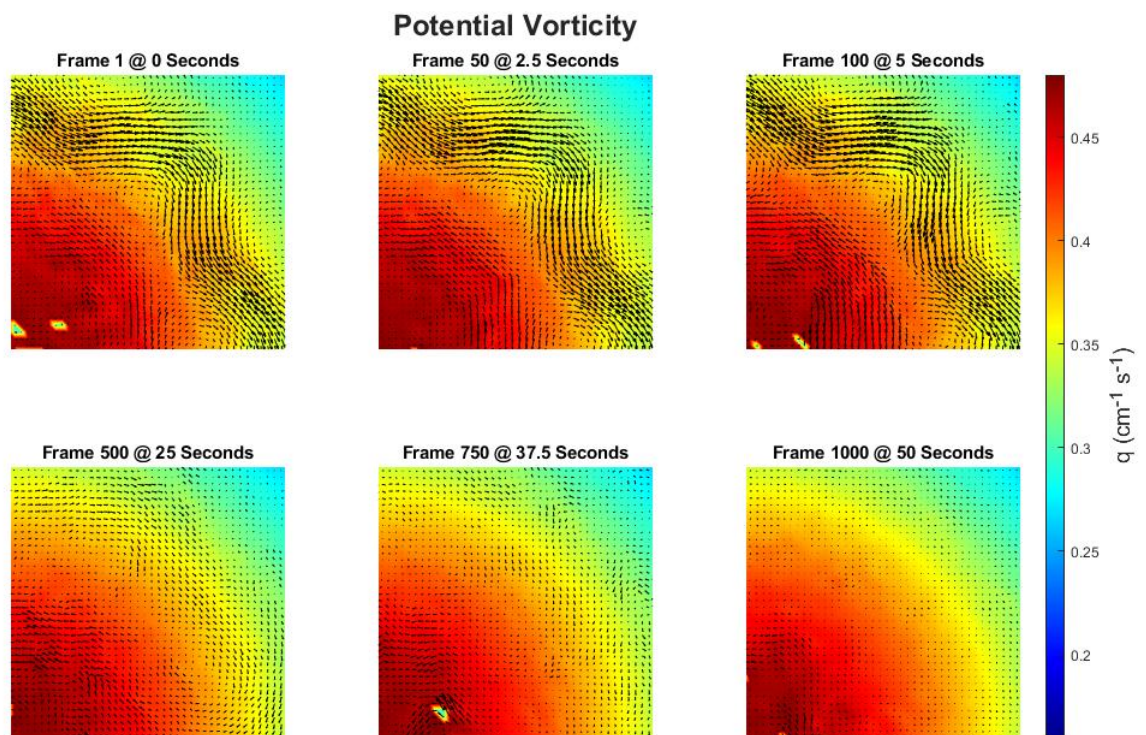 Potential Vorticity
Frame 1 @ 0 Seconds
Frame 50 @ 2.5 Seconds
Frame 100 @ 5 Seconds
0.45
0.4
0.35
0.3
0.25
0.2
q (cm⁻¹ s⁻¹)
Frame 500 @ 25 Seconds
Frame 750 @ 37.5 Seconds
Frame 1000 @ 50 Seconds